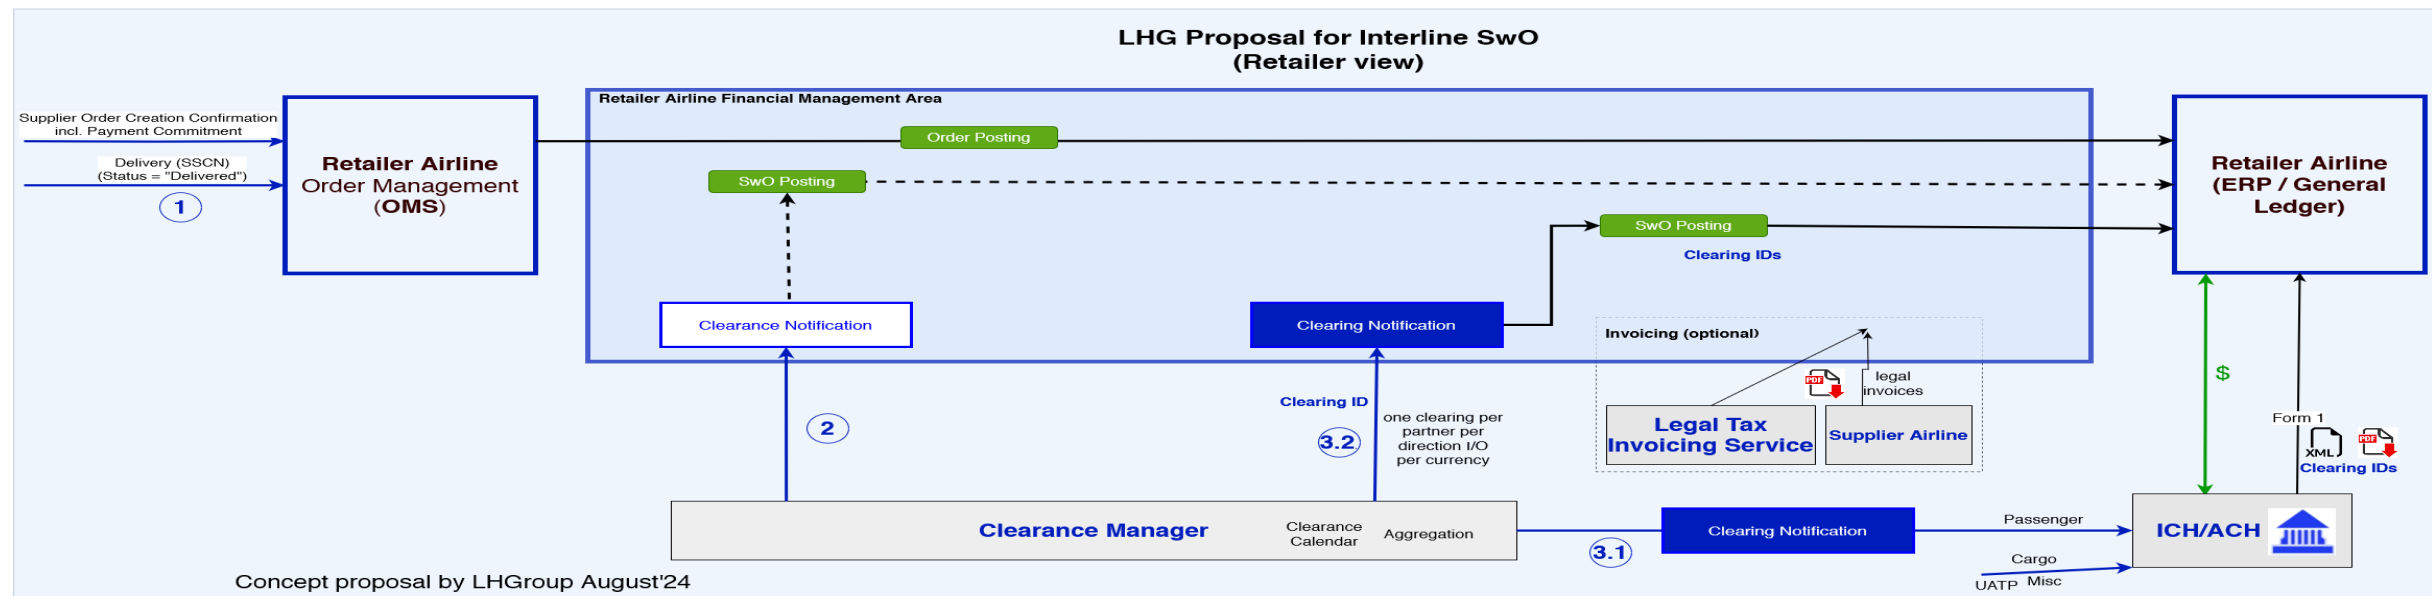 LHG Proposal for Interline SwO
(Retailer view)
Retailer Airline Financial Management Area
Supplier Order Creation Confirmation
incl. Payment Commitment
Delivery (SSCN)
(Status = "Delivered")
1
Retailer Airline
Order Management
(OMS)
Order Posting
SwO Posting
SwO Posting
Clearing IDs
Retailer Airline
(ERP / General
Ledger)
Clearance Notification
Clearing Notification
Invoicing (optional)
PDF
legal
invoices
Legal Tax
Invoicing Service
Supplier Airline
2
Clearing ID
3.2
one clearing per
partner per
direction I/O
per currency
$
Form 1
XML
PDF
Clearing IDs
Clearance Manager
Clearance
Calendar
Aggregation
3.1
Clearing Notification
Passenger
Cargo
UATP Misc
ICH/ACH
Concept proposal by LHGroup August'24